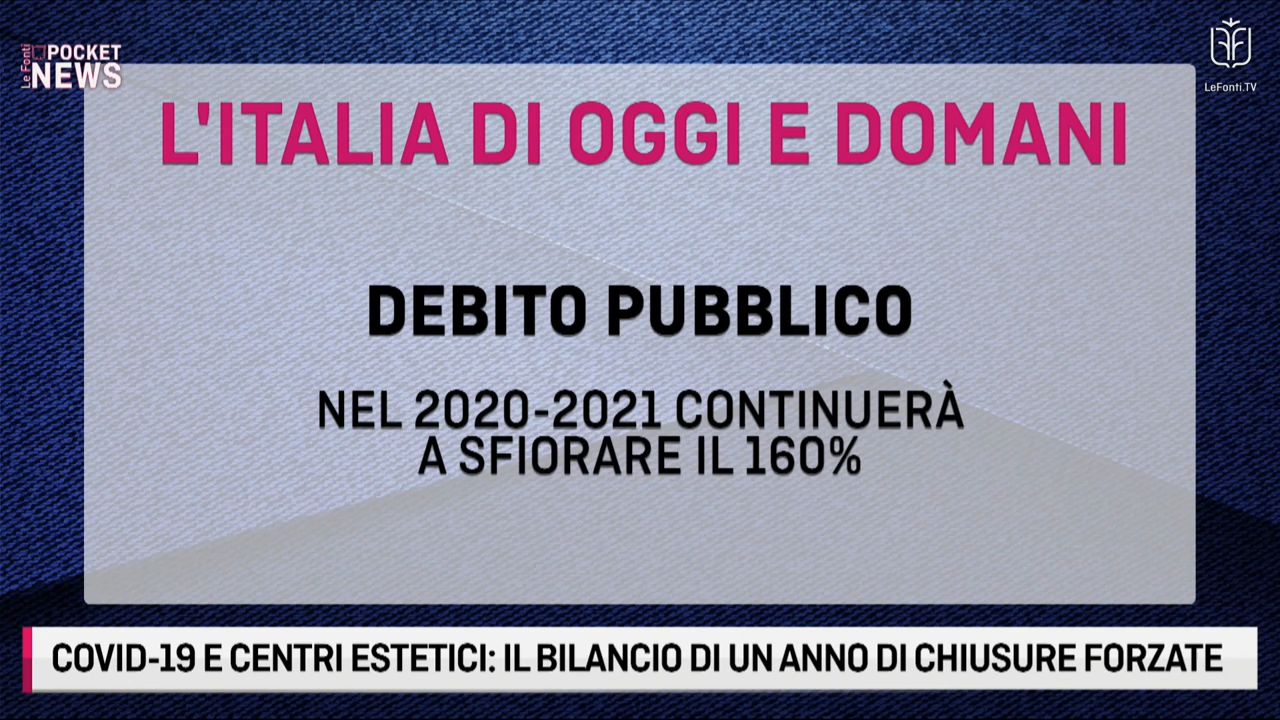 Le Fonti
POCKET
NEWS
LeFonti.TV
L'ITALIA DI OGGI E DOMANI
DEBITO PUBBLICO
NEL 2020-2021 CONTINUERÀ
A SFIORARE IL 160%
COVID-19 E CENTRI ESTETICI: IL BILANCIO DI UN ANNO DI CHIUSURE FORZATE